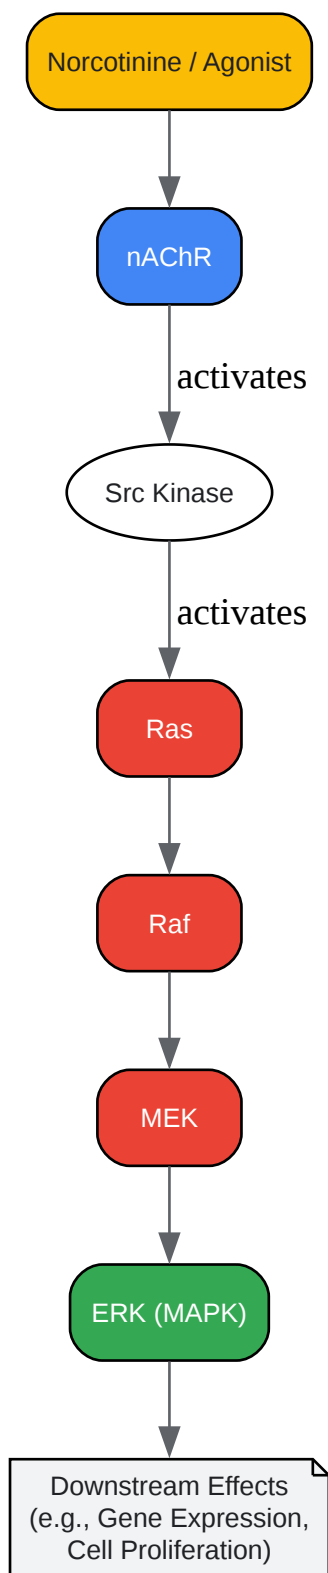 Norcotinine / Agonist
nAChR
activates
Src Kinase
activates
Ras
Raf
MEK
ERK (MAPK)
Downstream Effects
(e.g., Gene Expression,
Cell Proliferation)